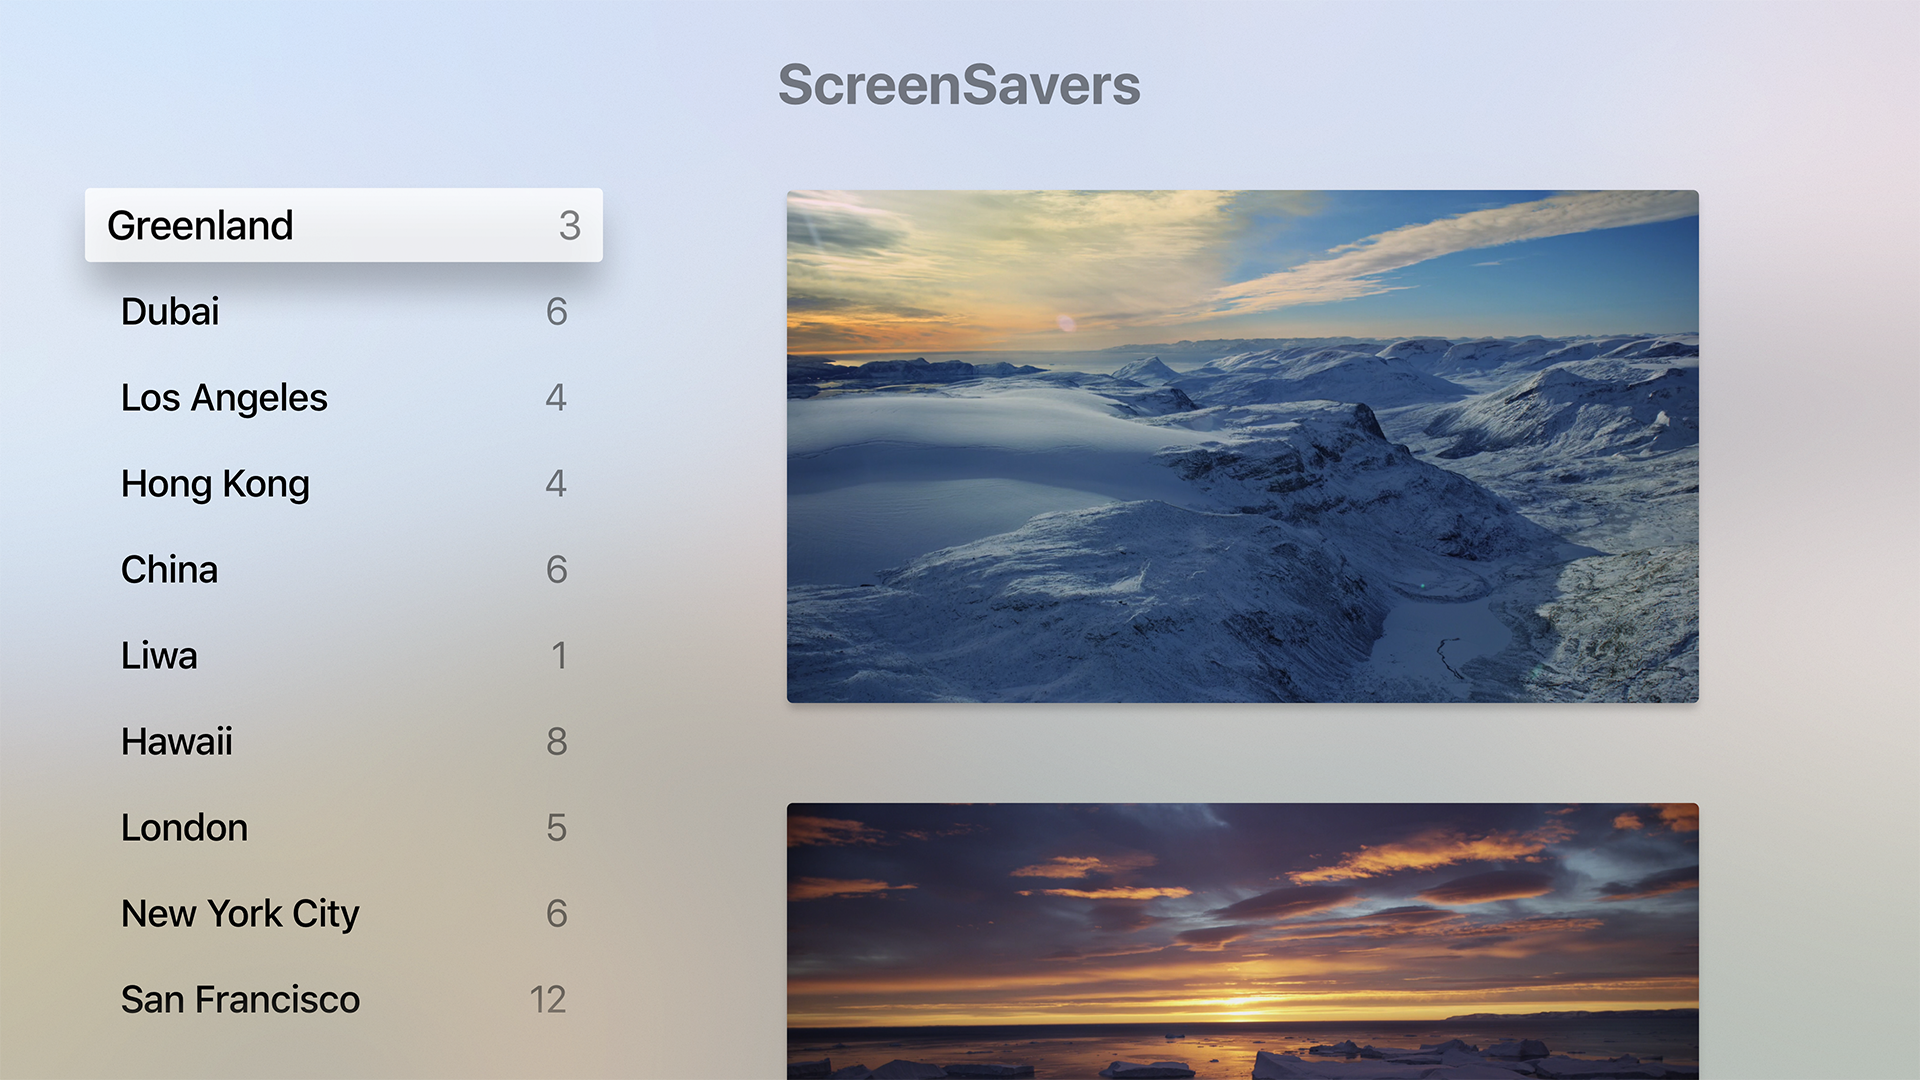 ScreenSavers
Greenland 3
Dubai 6
Los Angeles 4
Hong Kong 4
China 6
Liwa 1
Hawaii 8
London 5
New York City 6
San Francisco 12